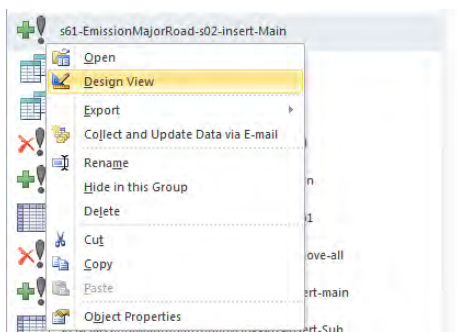 s61-EmissionMajorRoad-s02-insert-Main
Open
Design View
Export
Collect and Update Data via E-mail
Rename
Hide in this Group
n
Delete
1
Cut
ove-all
Copy
Paste
ert-main
Object Properties
ert-Sub